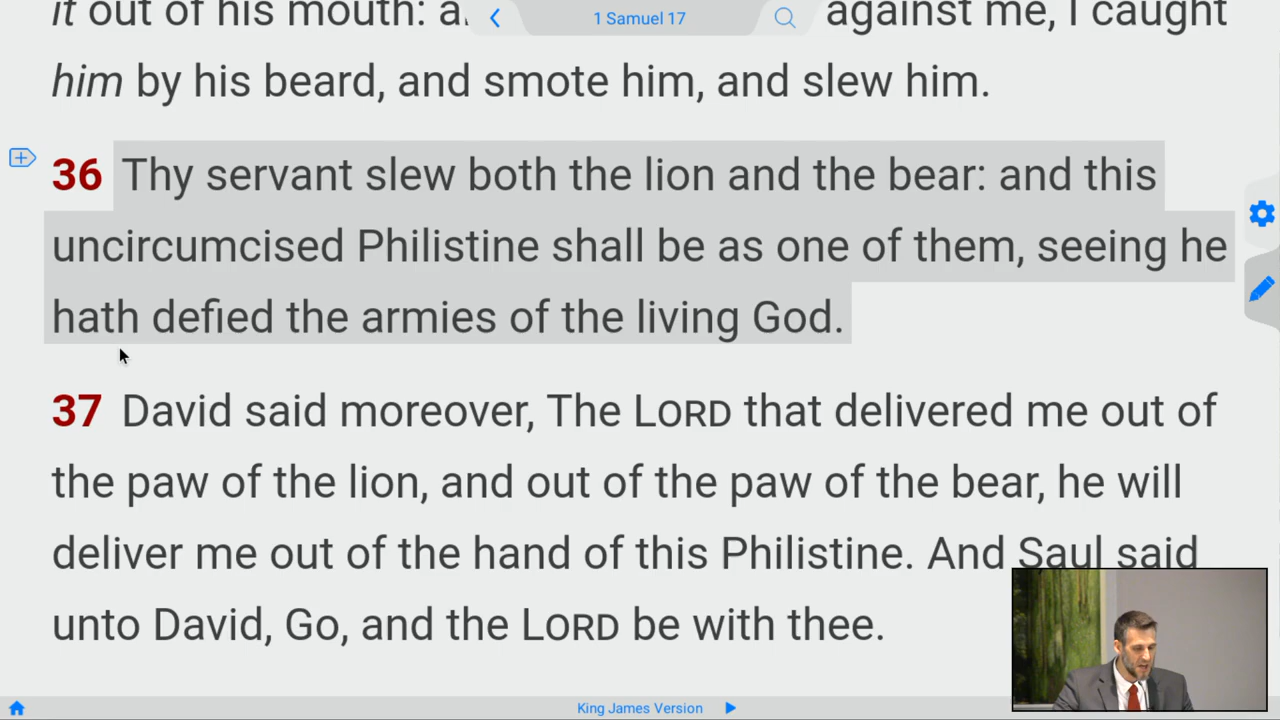 it out of his mouth: a
against me, I caught
1 Samuel 17
him by his beard, and smote him, and slew him.
36 Thy servant slew both the lion and the bear: and this
uncircumcised Philistine shall be as one of them, seeing he
hath defied the armies of the living God.
37 David said moreover, The LORD that delivered me out of
the paw of the lion, and out of the paw of the bear, he will
deliver me out of the hand of this Philistine. And Saul said
unto David, Go, and the LORD be with thee.
King James Version